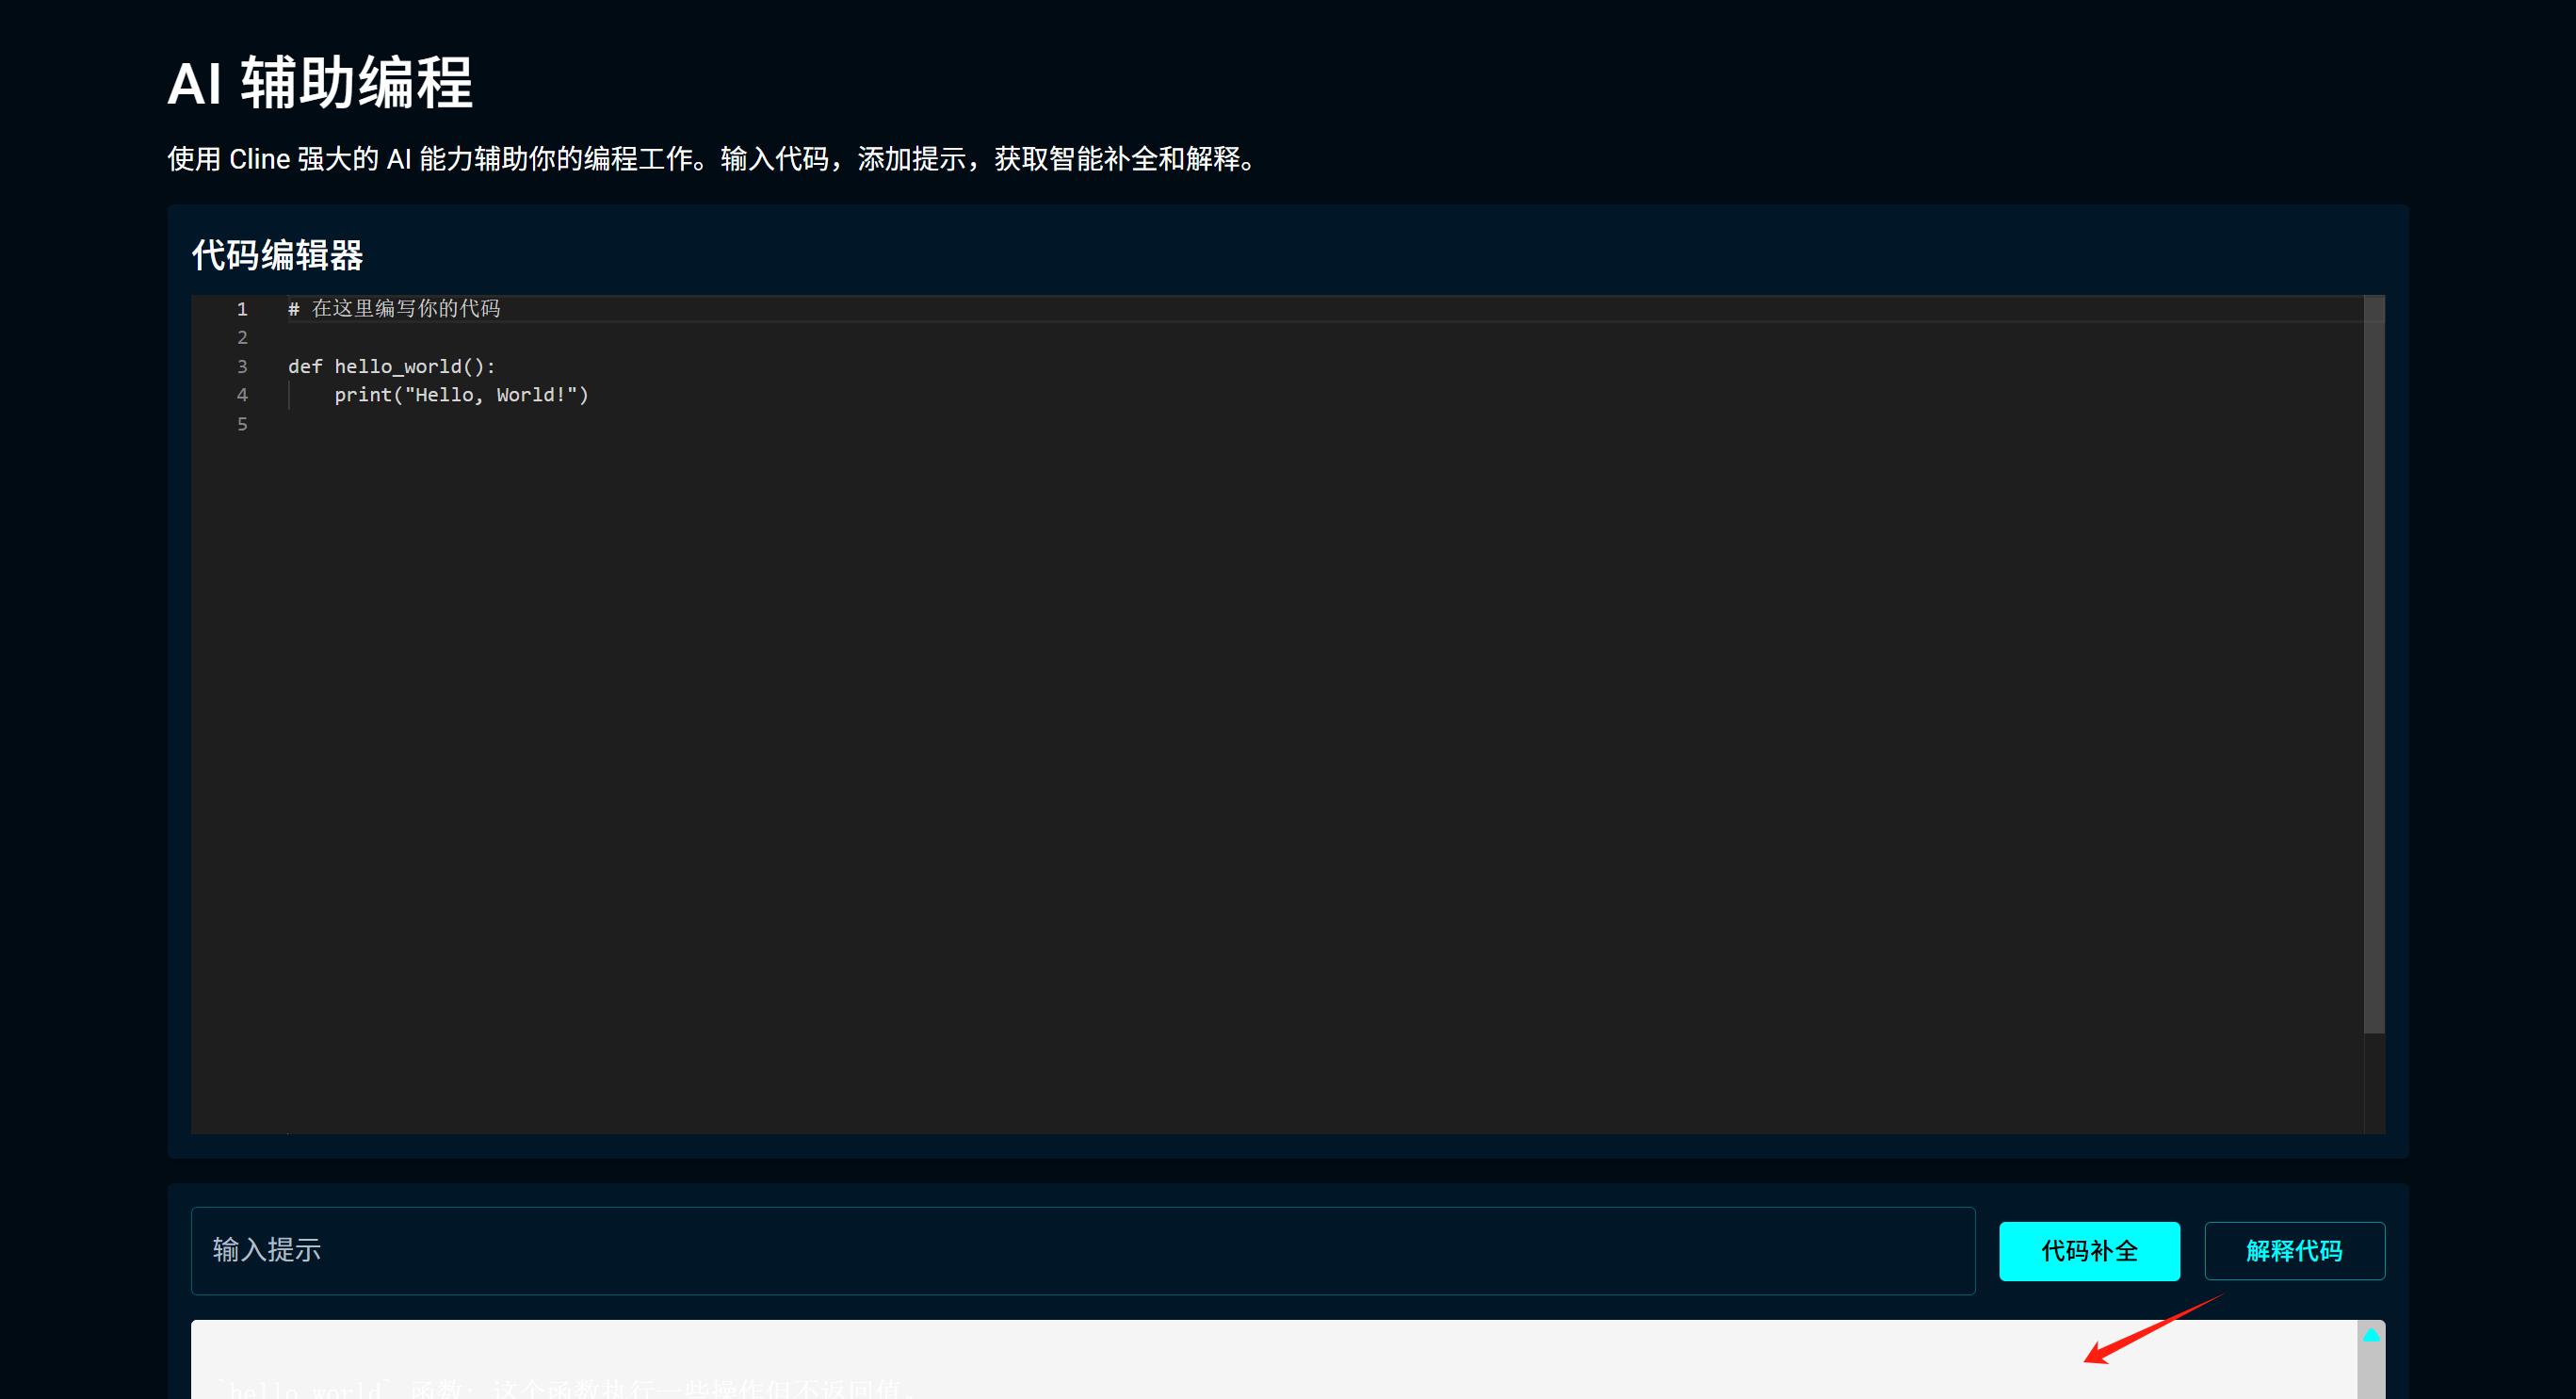 AI 辅助编程
使用 Cline 强大的 AI 能力辅助你的编程工作。输入代码，添加提示，获取智能补全和解释。
代码编辑器
1 # 在这里编写你的代码
2
3 def hello_world():
4     print("Hello, World!")
5
输入提示
代码补全
解释代码
`hello_world` 函数: 这个函数执行一些操作但不返回值。